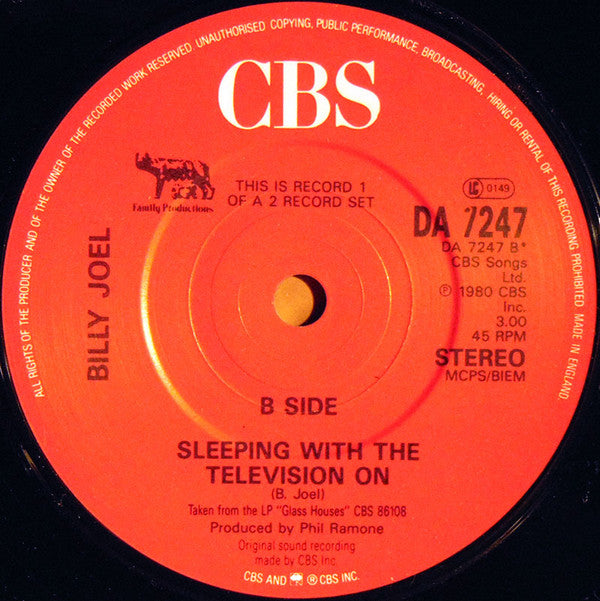 ALL RIGHTS OF THE PRODUCER AND OF THE OWNER OF THE RECORDED WORK RESERVED. UNAUTHORISED COPYING, PUBLIC PERFORMANCE, BROADCASTING, HIRING OR RENTAL OF THIS RECORDING PROHIBITED. MADE IN ENGLAND.
CBS
Family Productions
THIS IS RECORD 1
OF A 2 RECORD SET
LC 0149
BILLY JOEL
DA 7247
DA 7247 B*
CBS Songs
Ltd.
℗ 1980 CBS
Inc.
3.00
45 RPM
STEREO
MCPS/BIEM
B SIDE
SLEEPING WITH THE
TELEVISION ON
(B. Joel)
Taken from the LP "Glass Houses" CBS 86108
Produced by Phil Ramone
Original sound recording
made by CBS Inc.
CBS AND ® CBS INC.